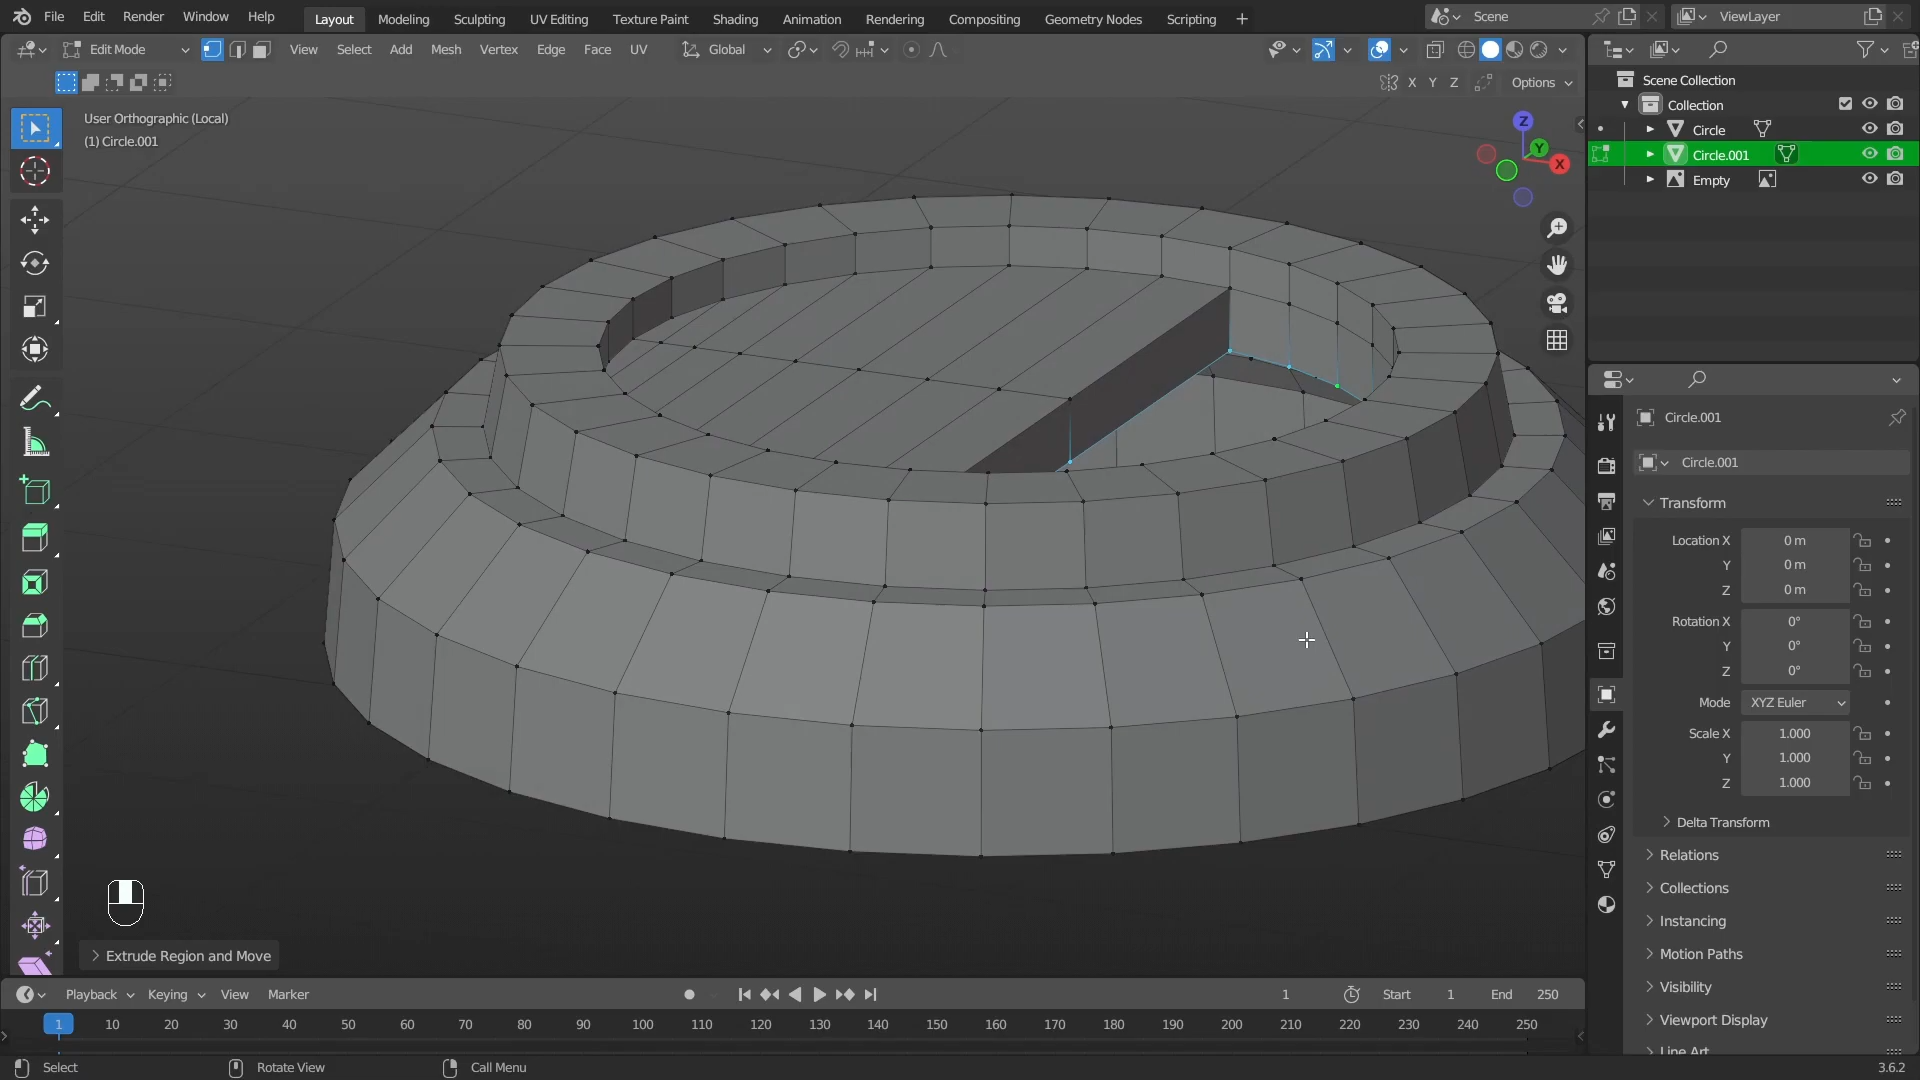 File Edit Render Window Help Layout Modeling Sculpting UV Editing Texture Paint Shading Animation Rendering Compositing Geometry Nodes Scripting + Scene ViewLayer
Edit Mode View Select Add Mesh Vertex Edge Face UV Global
X Y Z Options
User Orthographic (Local)
(1) Circle.001
Z
Y
X
Scene Collection
Collection
Circle
Circle.001
Empty
Circle.001
Circle.001
Transform
Location X 0 m
Y 0 m
Z 0 m
Rotation X 0°
Y 0°
Z 0°
Mode XYZ Euler
Scale X 1.000
Y 1.000
Z 1.000
Delta Transform
Relations
Collections
Instancing
Motion Paths
Visibility
Viewport Display
Line Art
Extrude Region and Move
Playback Keying View Marker 1 Start 1 End 250
1 10 20 30 40 50 60 70 80 90 100 110 120 130 140 150 160 170 180 190 200 210 220 230 240 250
Select Rotate View Call Menu 3.6.2